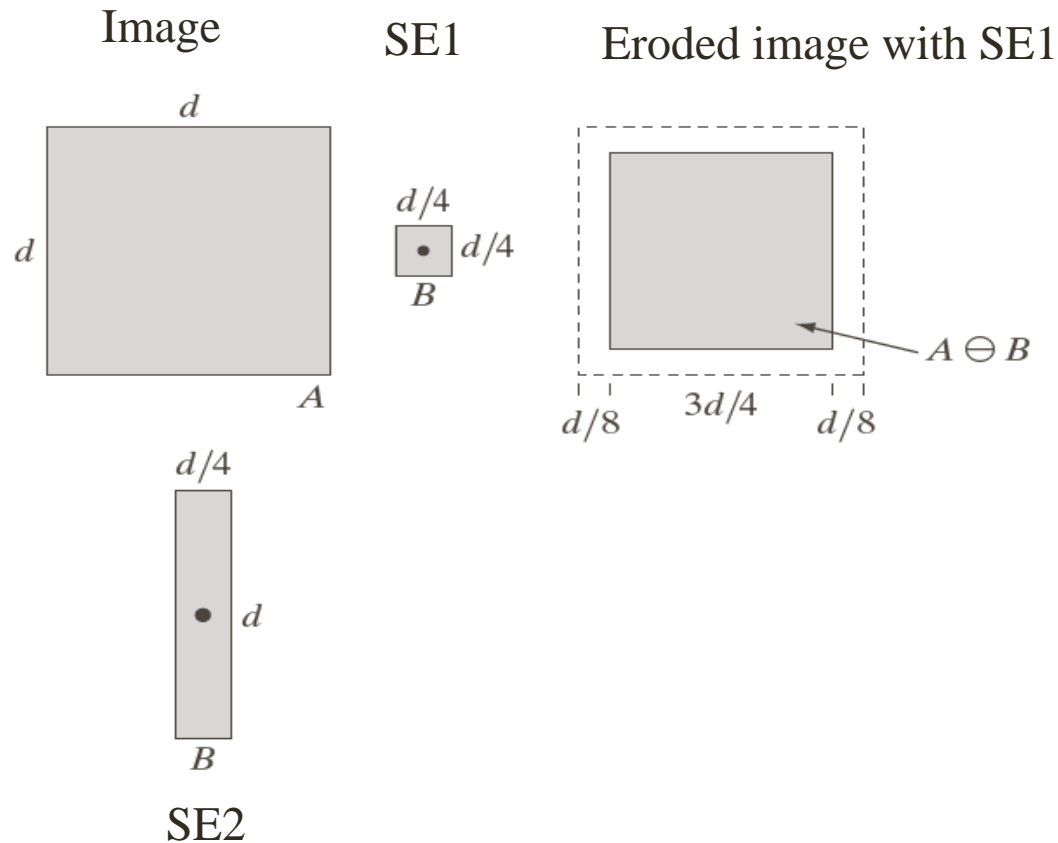 Image
SE1
Eroded image with SE1
d
d
A
d/4
d/4
B
A ⊖ B
d/8
3d/4
d/8
d/4
d
B
SE2